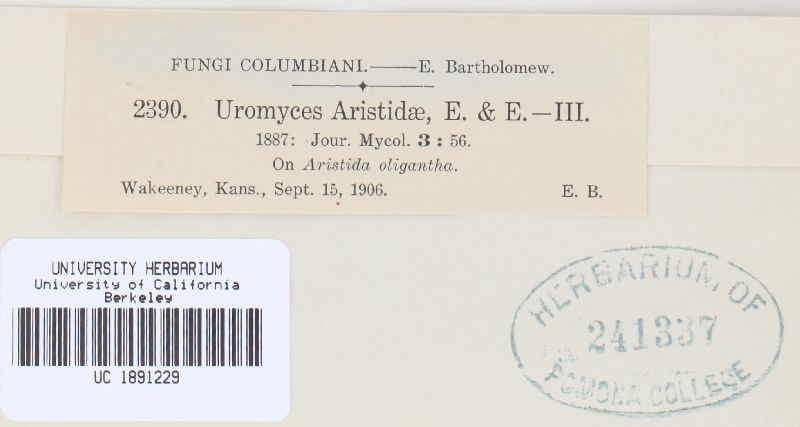 FUNGI COLUMBIANI.——E. Bartholomew.
2390. Uromyces Aristidæ, E. & E.—III.
1887: Jour. Mycol. 3 : 56.
On Aristida oligantha.
Wakeeney, Kans., Sept. 15, 1906. E. B.
UNIVERSITY HERBARIUM
University of California
Berkeley
UC 1891229
HERBARIUM OF
241337
POMONA COLLEGE